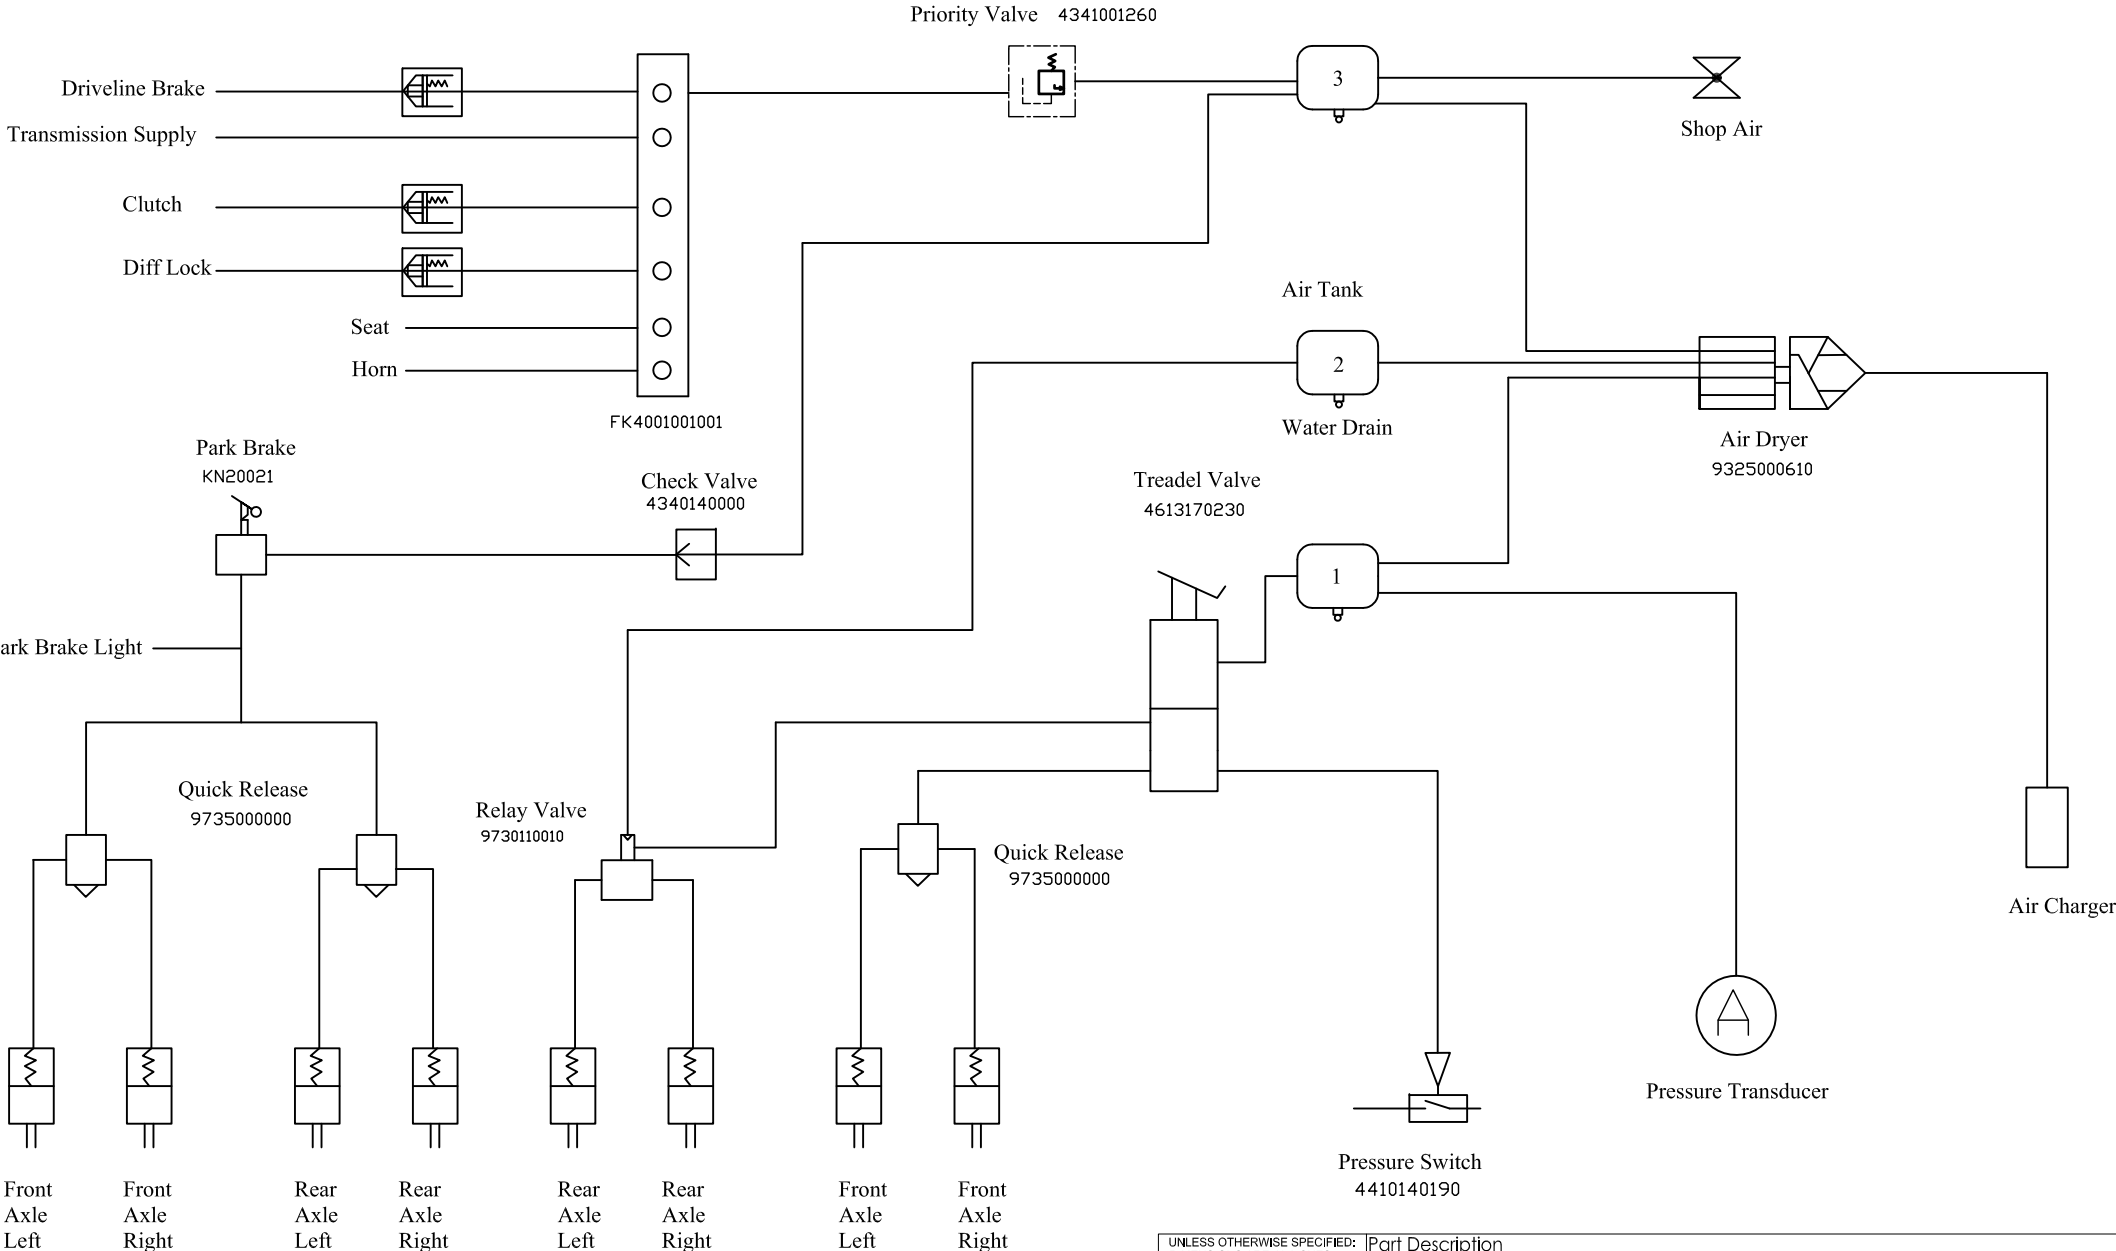 Priority Valve 4341001260
Driveline Brake
3
Transmission Supply
Shop Air
Clutch
Diff Lock
Air Tank
Seat
2
Horn
FK4001001001
Water Drain
Air Dryer
9325000610
Park Brake
KN20021
Check Valve
4340140000
Treadel Valve
4613170230
1
ark Brake Light
Quick Release
9735000000
Relay Valve
9730110010
Quick Release
9735000000
Air Charger
Pressure Transducer
Pressure Switch
4410140190
Front
Axle
Left
Front
Axle
Right
Rear
Axle
Left
Rear
Axle
Right
Rear
Axle
Left
Rear
Axle
Right
Front
Axle
Left
Front
Axle
Right
UNLESS OTHERWISE SPECIFIED:
Part Description